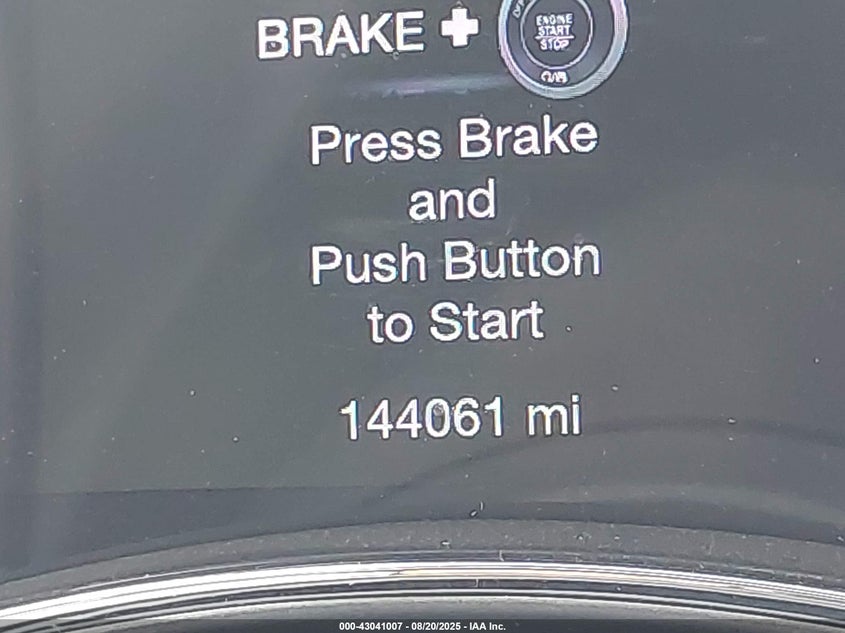 BRAKE +
ENGINE
START
STOP
Press Brake
and
Push Button
to Start
144061 mi
000-43041007 - 08/20/2025 - IAA Inc.